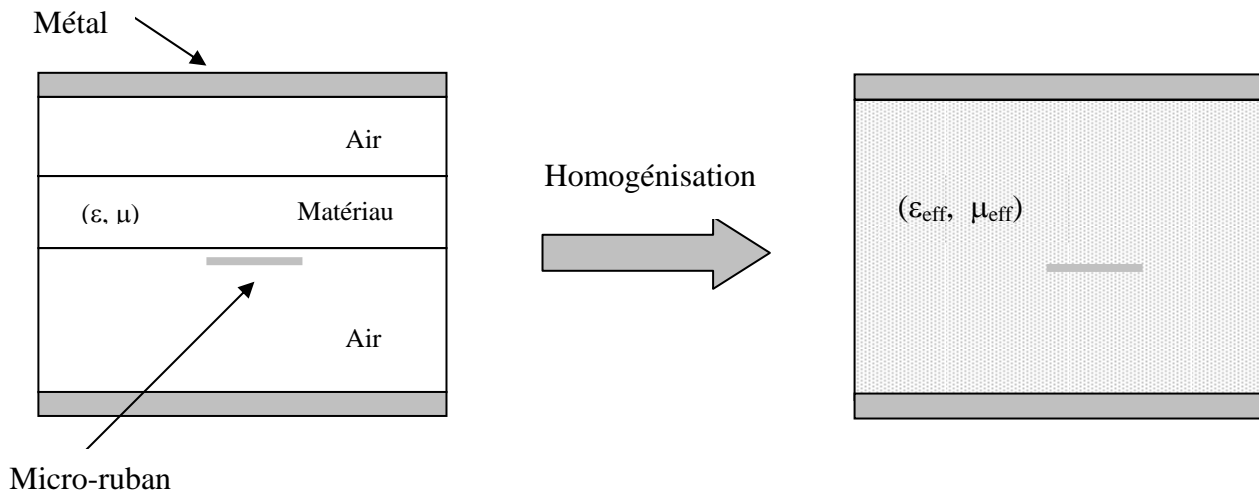 Métal
Air
Homogénisation
(ε, μ) Matériau
(εeff, μeff)
Air
Micro-ruban